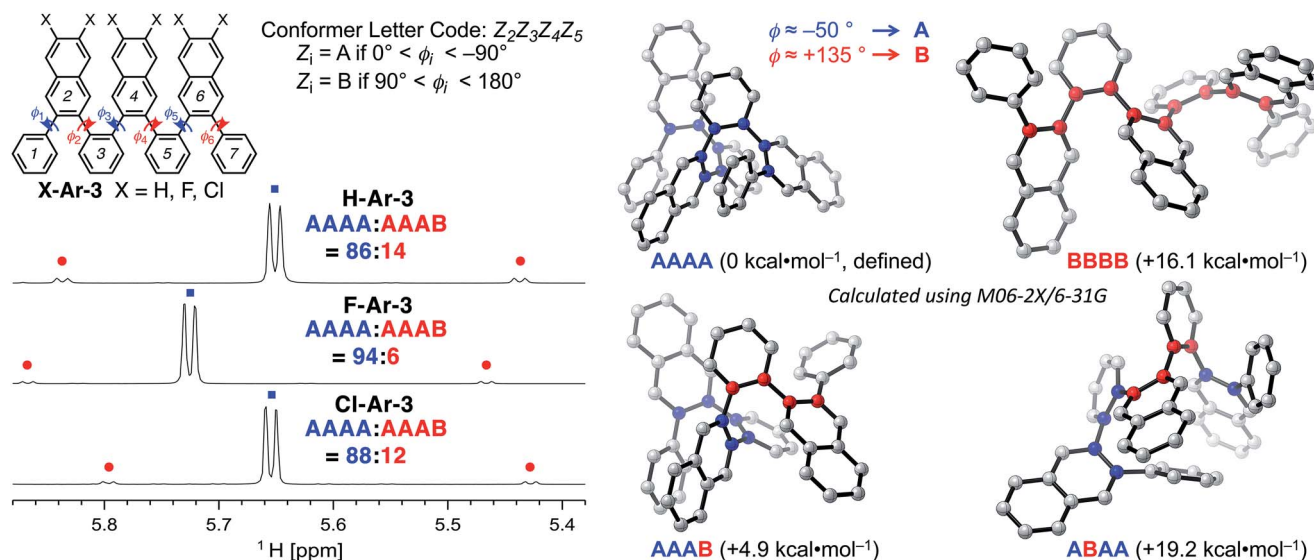 X X X X X X
Conformer Letter Code: Z2Z3Z4Z5
Zi = A if 0° < ϕi < –90°
Zi = B if 90° < ϕi < 180°
2 4 6
ϕ1 ϕ2 ϕ3 ϕ4 ϕ5 ϕ6
1 3 5 7
X-Ar-3 X = H, F, Cl
H-Ar-3
AAAA:AAAB
= 86:14
F-Ar-3
AAAA:AAAB
= 94:6
Cl-Ar-3
AAAA:AAAB
= 88:12
5.8 5.7 5.6 5.5 5.4
1 H [ppm]
ϕ ≈ –50 ° → A
ϕ ≈ +135 ° → B
AAAA (0 kcal•mol–1, defined)
BBBB (+16.1 kcal•mol–1)
Calculated using M06-2X/6-31G
AAAB (+4.9 kcal•mol–1)
ABAA (+19.2 kcal•mol–1)